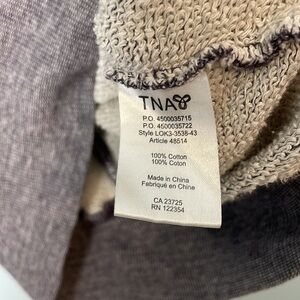 TNA
P.O. 4500035715
P.O. 4500035722
Style LOK3-3538-43
Article 48514
100% Cotton
100% Cotton
Made in China
Fabriqué en Chine
CA 23725
RN 122354